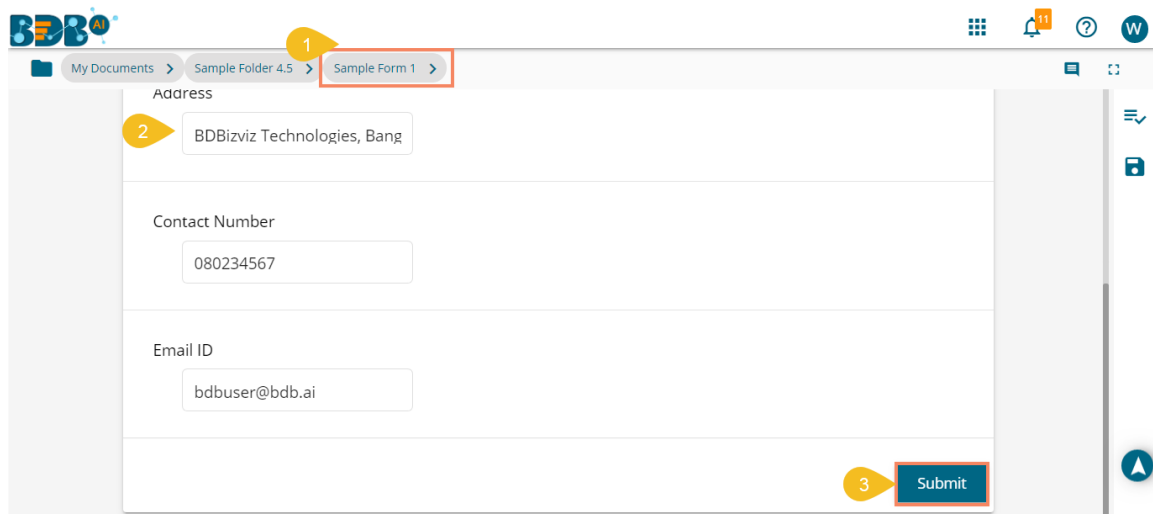 BDB AI
11
W
1
My Documents > Sample Folder 4.5 > Sample Form 1 >
Address
2
BDBizviz Technologies, Bang
Contact Number
080234567
Email ID
bdbuser@bdb.ai
3
Submit